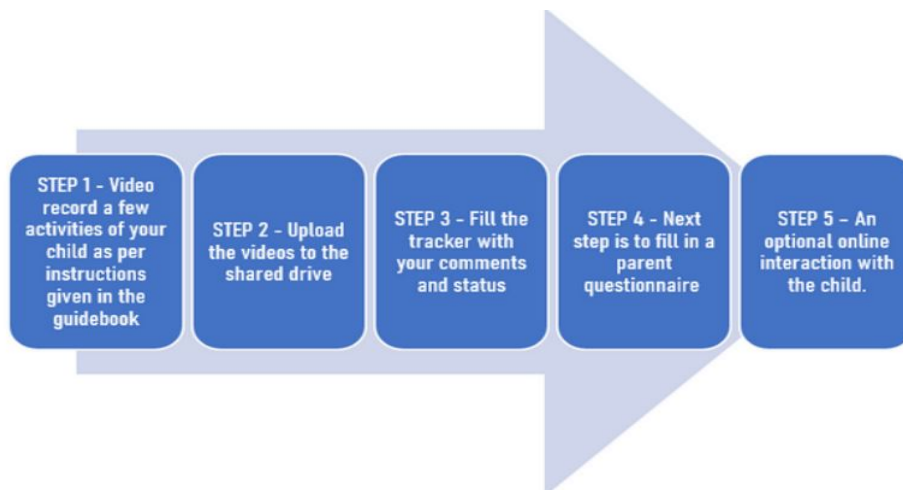 STEP 1 - Video
record a few
activities of your
child as per
instructions
given in the
guidebook
STEP 2 - Upload
the videos to the
shared drive
STEP 3 - Fill the
tracker with
your comments
and status
STEP 4 - Next
step is to fill in a
parent
questionnaire
STEP 5 – An
optional online
interaction with
the child.